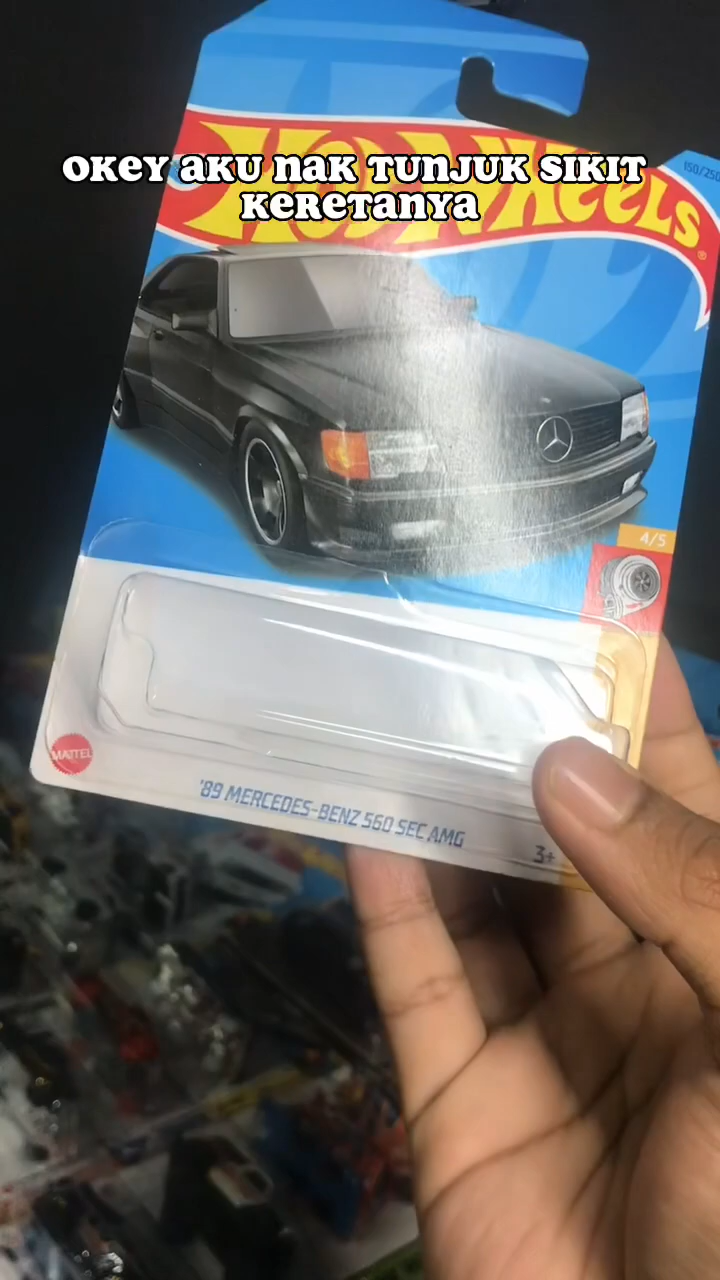 OKEY AKU NAK TUNJUK SIKIT
KERETANYA
HOT WHEELS
150/250
4/5
MATTEL
'89 MERCEDES-BENZ 560 SEC AMG
3+